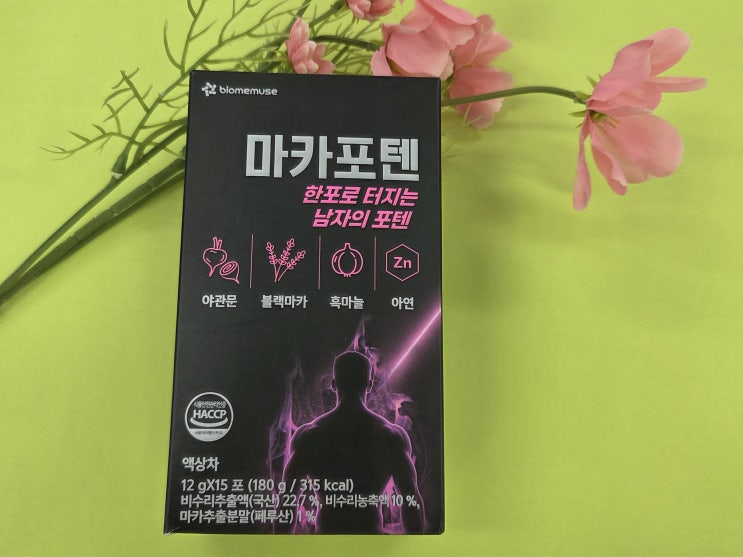 biomemuse
마카포텐
한포로 터지는
남자의 포텐
Zn
야관문 블랙마카 흑마늘 아연
HACCP
액상차
12 gX15 포 (180 g / 315 kcal)
비수리추출액(국산) 22.7 %, 비수리농축액 10 %,
마카추출분말(페루산) 1 %